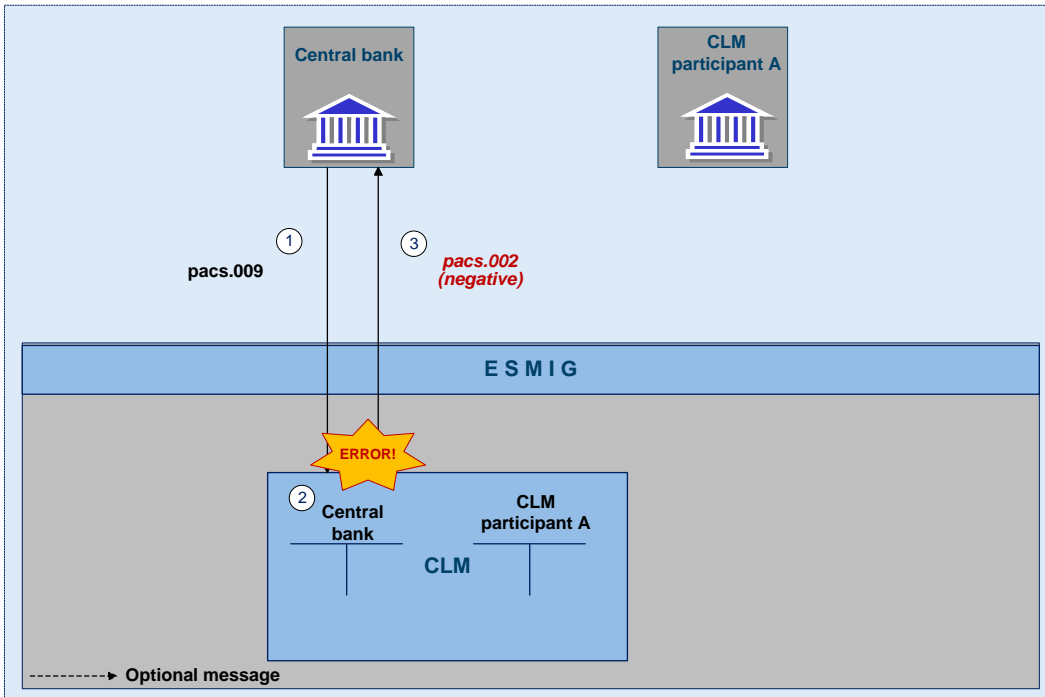 Central bank
CLM
participant A
1
3
pacs.009
pacs.002
(negative)
E S M I G
ERROR!
2
Central
bank
CLM
participant A
CLM
Optional message